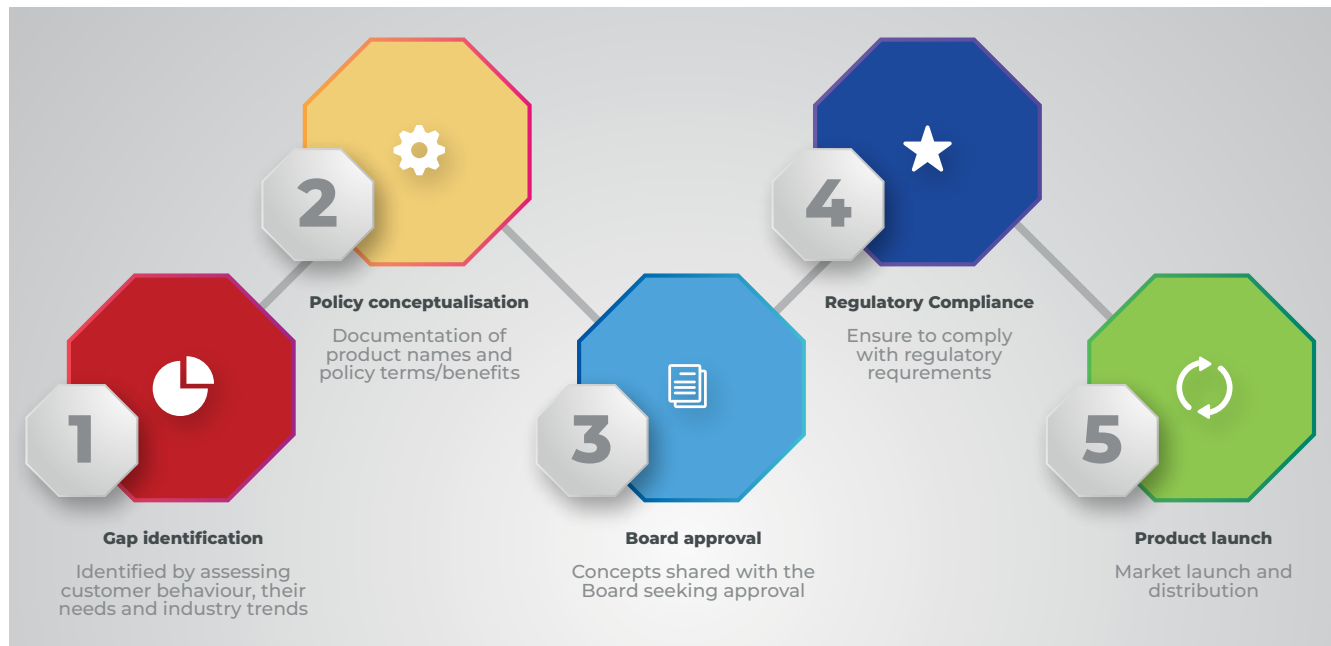 1
Gap identification
Identified by assessing
customer behaviour, their
needs and industry trends
2
Policy conceptualisation
Documentation of
product names and
policy terms/benefits
3
Board approval
Concepts shared with the
Board seeking approval
4
Regulatory Compliance
Ensure to comply
with regulatory
requrements
5
Product launch
Market launch and
distribution